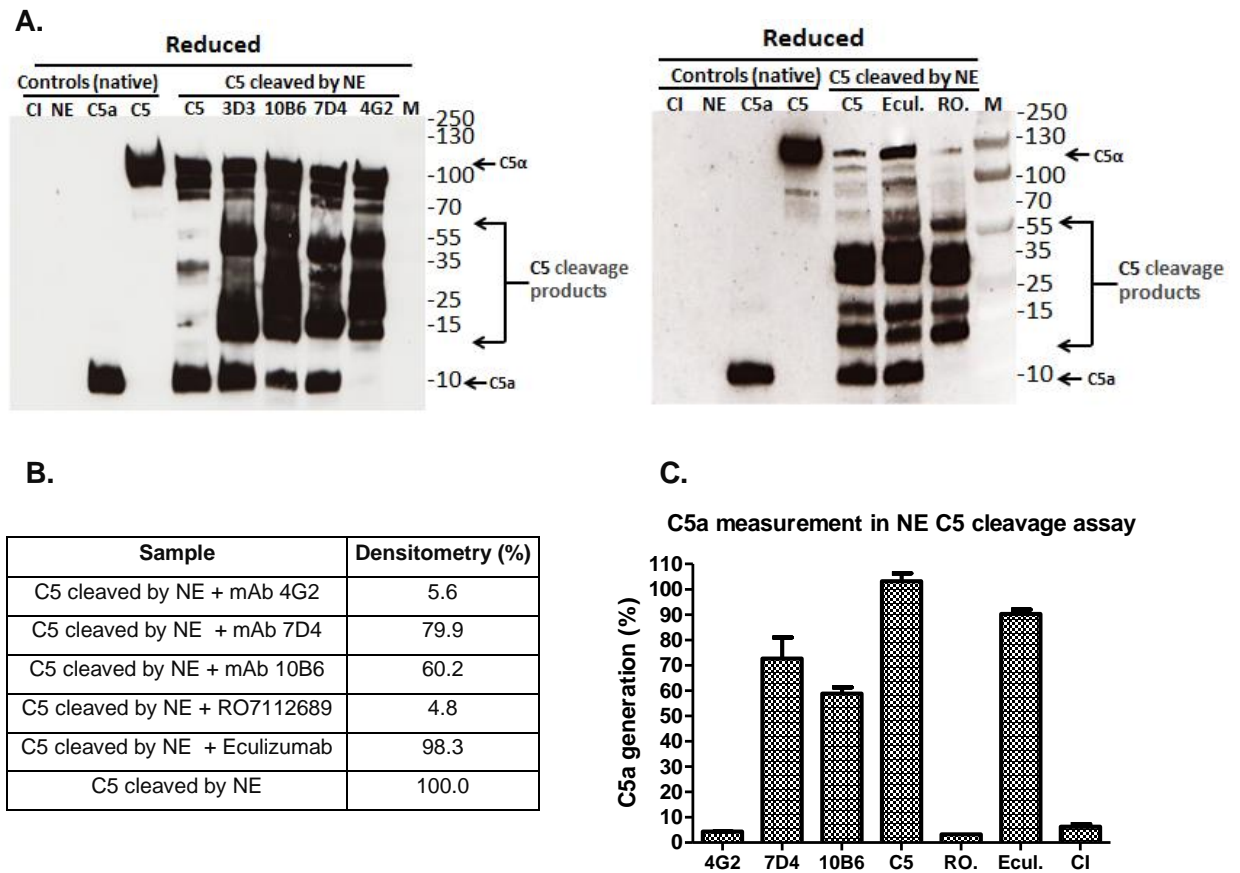 A.
Reduced
Controls (native) C5 cleaved by NE
CI NE C5a C5 C5 3D3 10B6 7D4 4G2 M
-250
-130
C5α
-100
-70
-55
-35
C5 cleavage
products
-25
-15
-10
C5a
Reduced
Controls (native) C5 cleaved by NE
CI NE C5a C5 C5 Ecul. RO. M
-250
-130
C5α
-100
-70
-55
-35
C5 cleavage
products
-25
-15
-10
C5a
B.
Sample Densitometry (%)
C5 cleaved by NE + mAb 4G2 5.6
C5 cleaved by NE + mAb 7D4 79.9
C5 cleaved by NE + mAb 10B6 60.2
C5 cleaved by NE + RO7112689 4.8
C5 cleaved by NE + Eculizumab 98.3
C5 cleaved by NE 100.0
C.
C5a measurement in NE C5 cleavage assay
C5a generation (%)
110
100
90
80
70
60
50
40
30
20
10
0
4G2 7D4 10B6 C5 RO. Ecul. CI